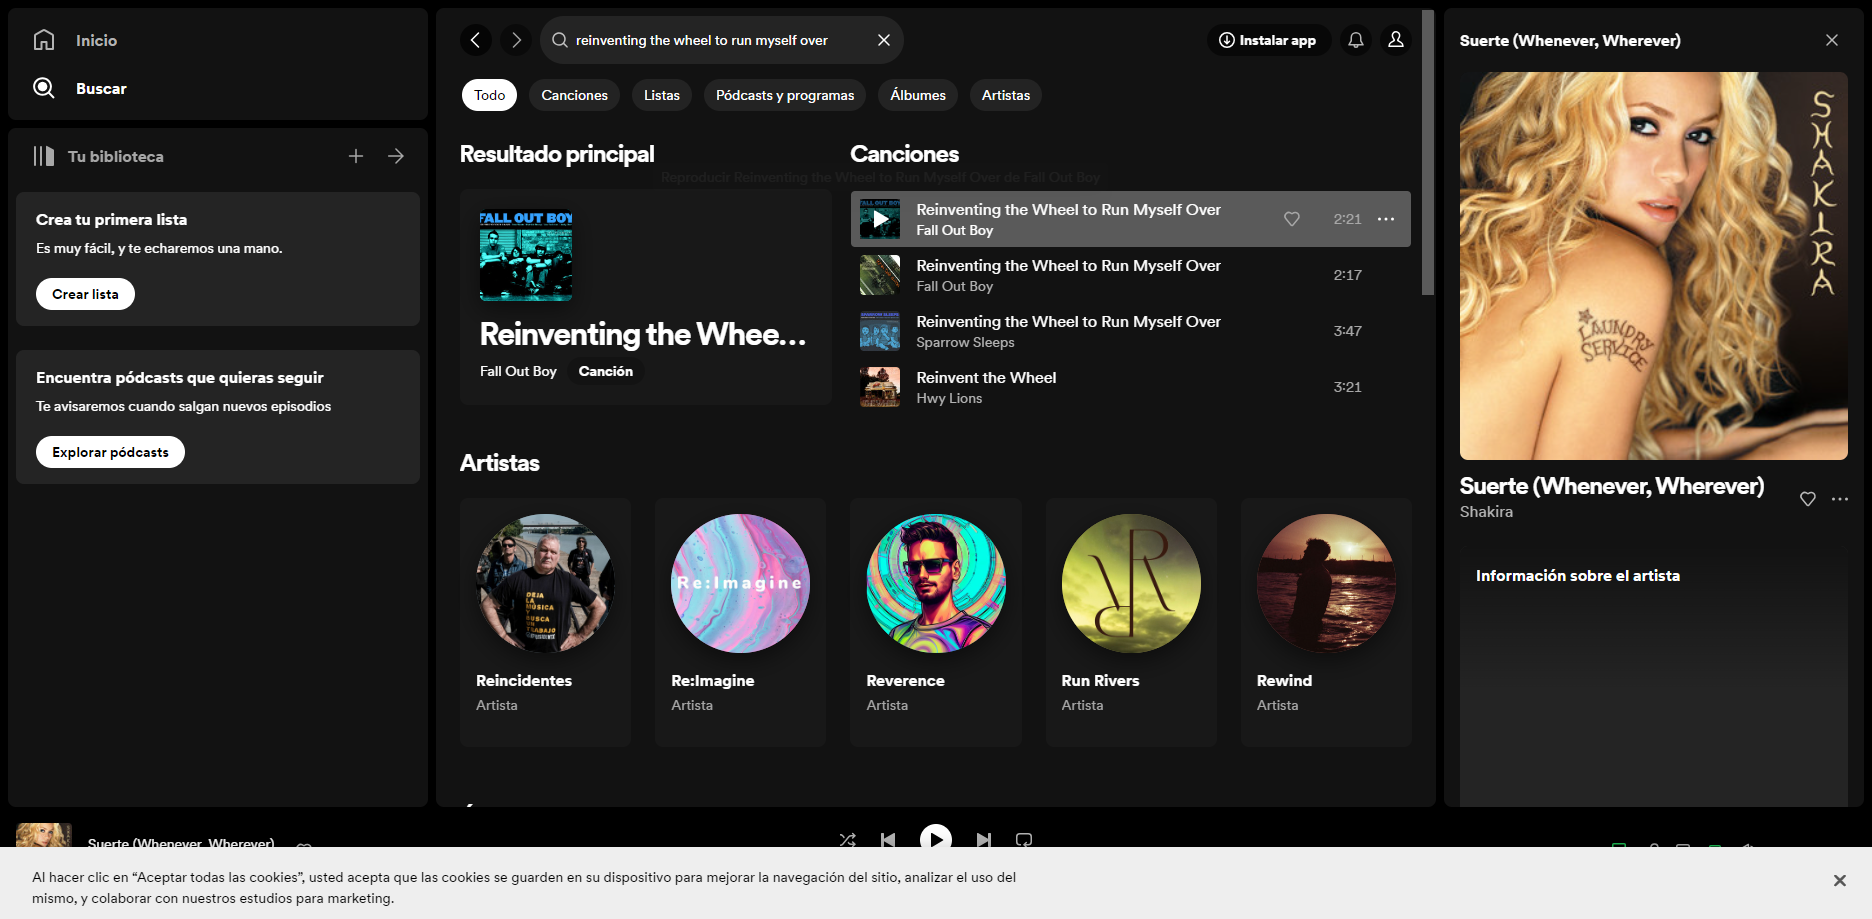 Inicio
Buscar
Tu biblioteca
Crea tu primera lista
Es muy fácil, y te echaremos una mano.
Crear lista
Encuentra pódcasts que quieras seguir
Te avisaremos cuando salgan nuevos episodios
Explorar pódcasts
reinventing the wheel to run myself over
Instalar app
Todo
Canciones
Listas
Pódcasts y programas
Álbumes
Artistas
Resultado principal
FALL OUT BOY
Reinventing the Whee...
Fall Out Boy
Canción
Canciones
Reproducir Reinventing the Wheel to Run Myself Over de Fall Out Boy
Reinventing the Wheel to Run Myself Over
Fall Out Boy
2:21
Reinventing the Wheel to Run Myself Over
Fall Out Boy
2:17
Reinventing the Wheel to Run Myself Over
Sparrow Sleeps
3:47
Reinvent the Wheel
Hwy Lions
3:21
Artistas
DEJA
LA
MÚSICA
Y
BUSCA
UN
TRABAJO
Reincidentes
Artista
Re:Imagine
Re:Imagine
Artista
Reverence
Artista
Run Rivers
Artista
Rewind
Artista
Suerte (Whenever, Wherever)
SHAKIRA
LAUNDRY
SERVICE
Suerte (Whenever, Wherever)
Shakira
Información sobre el artista
Suerte (Whenever, Wherever)
Al hacer clic en “Aceptar todas las cookies”, usted acepta que las cookies se guarden en su dispositivo para mejorar la navegación del sitio, analizar el uso del
mismo, y colaborar con nuestros estudios para marketing.